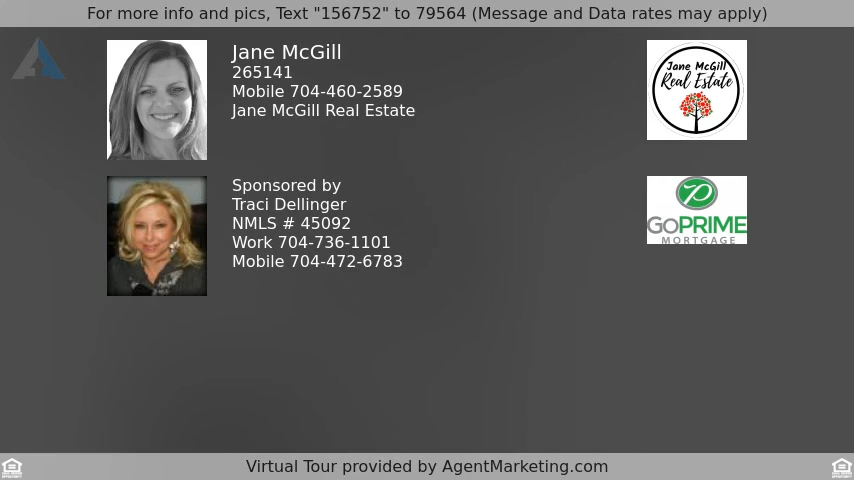 For more info and pics, Text "156752" to 79564 (Message and Data rates may apply)
Jane McGill
265141
Mobile 704-460-2589
Jane McGill Real Estate
Jane McGill
Real Estate
Sponsored by
Traci Dellinger
NMLS # 45092
Work 704-736-1101
Mobile 704-472-6783
GOPRIME
MORTGAGE
Virtual Tour provided by AgentMarketing.com